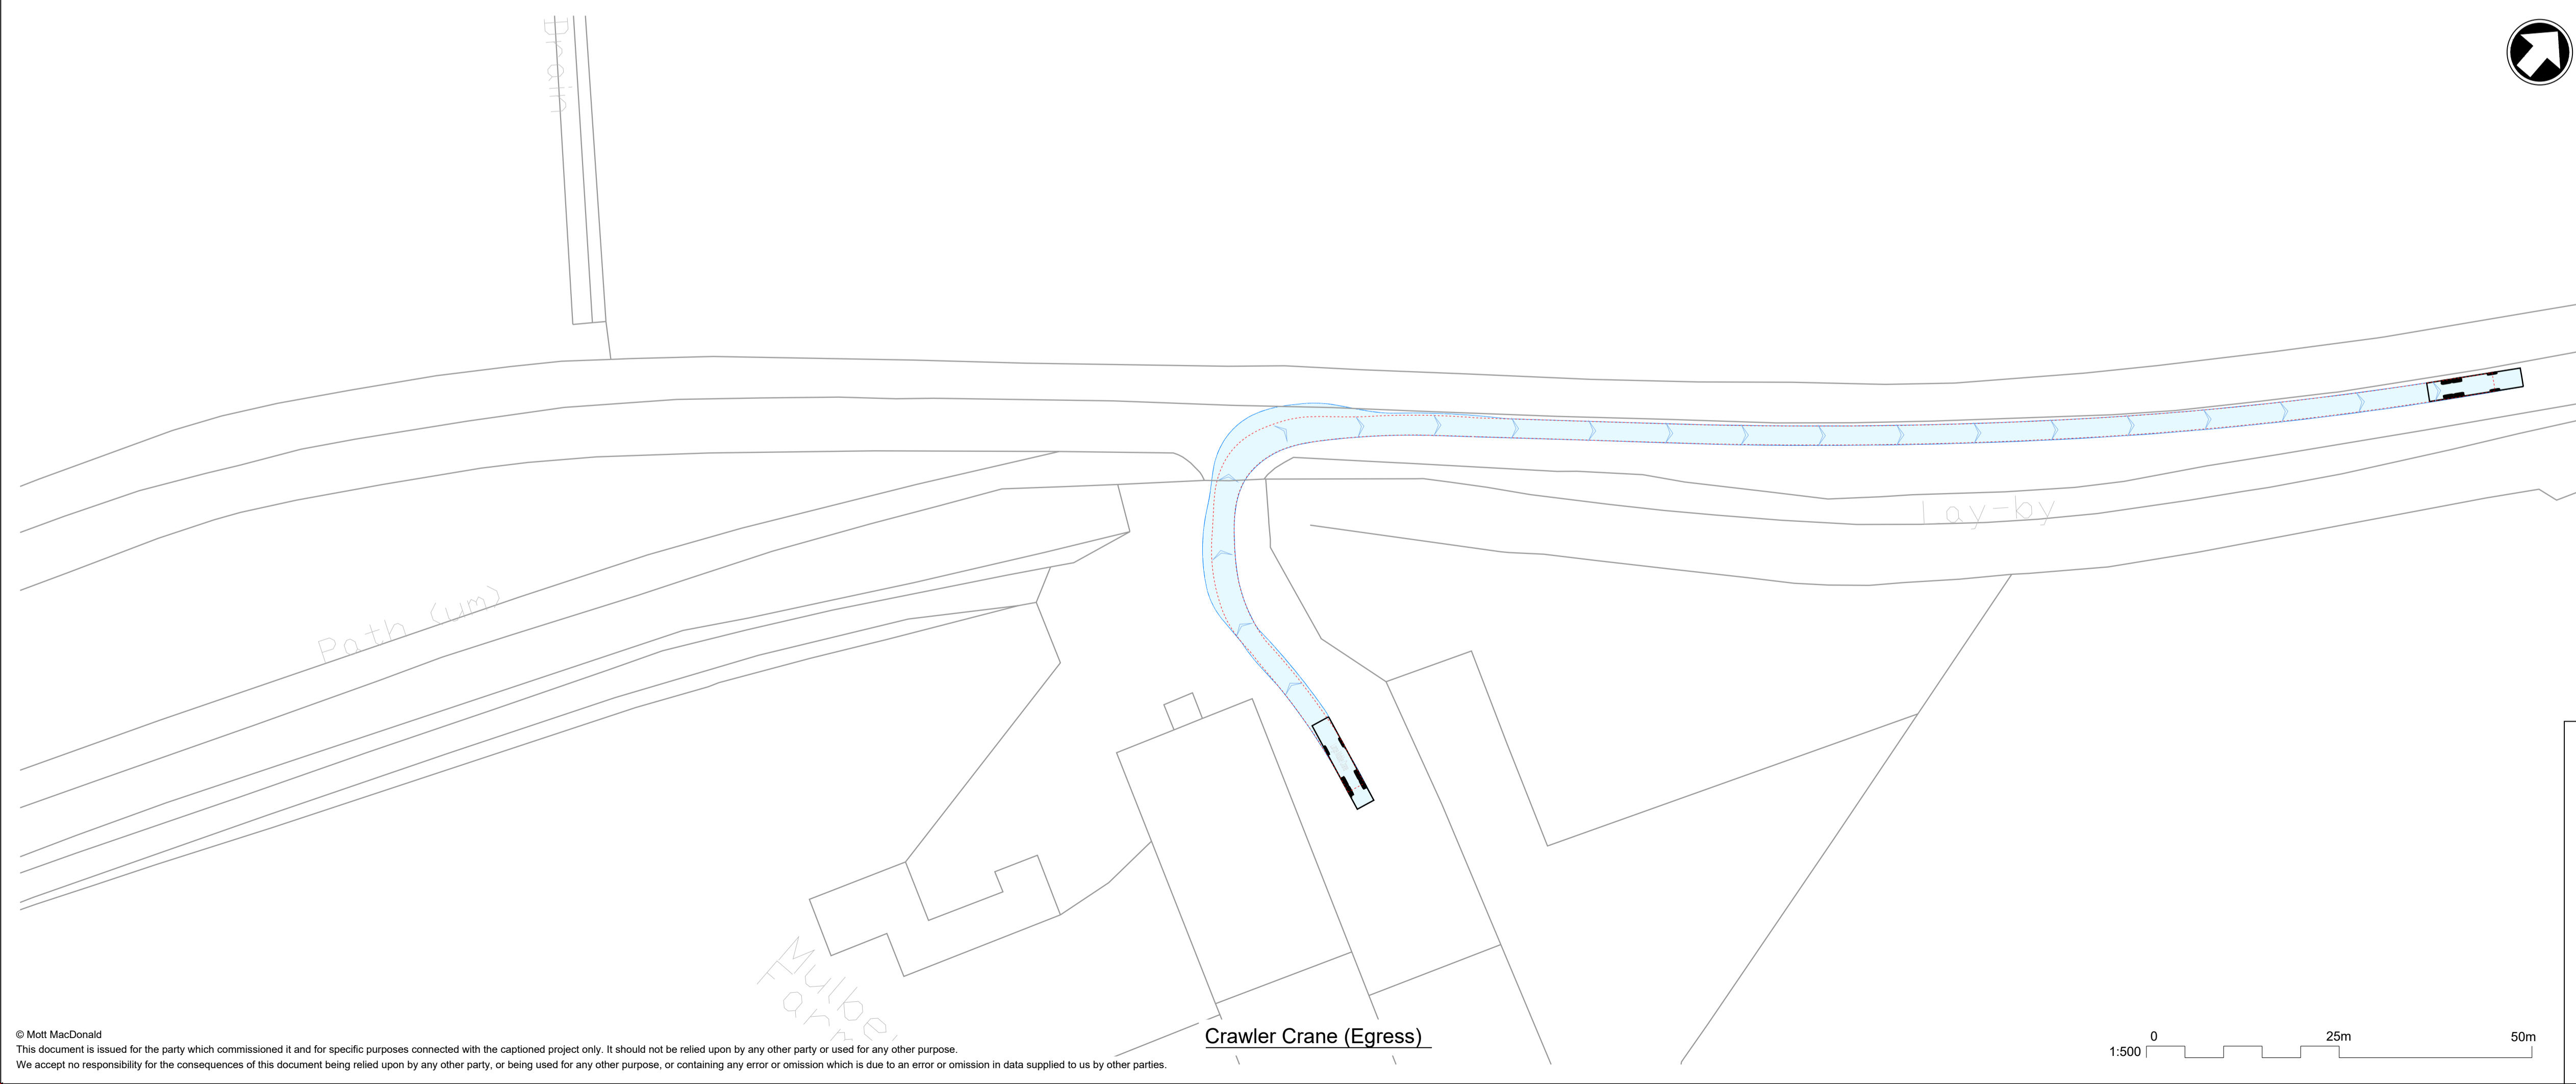 Drain
Path (um)
Lay-by
© Mott MacDonald
This document is issued for the party which commissioned it and for specific purposes connected with the captioned project only. It should not be relied upon by any other party or used for any other purpose.
We accept no responsibility for the consequences of this document being relied upon by any other party, or being used for any other purpose, or containing any error or omission which is due to an error or omission in data supplied to us by other parties.
Crawler Crane (Egress)
1:500
0
25m
50m